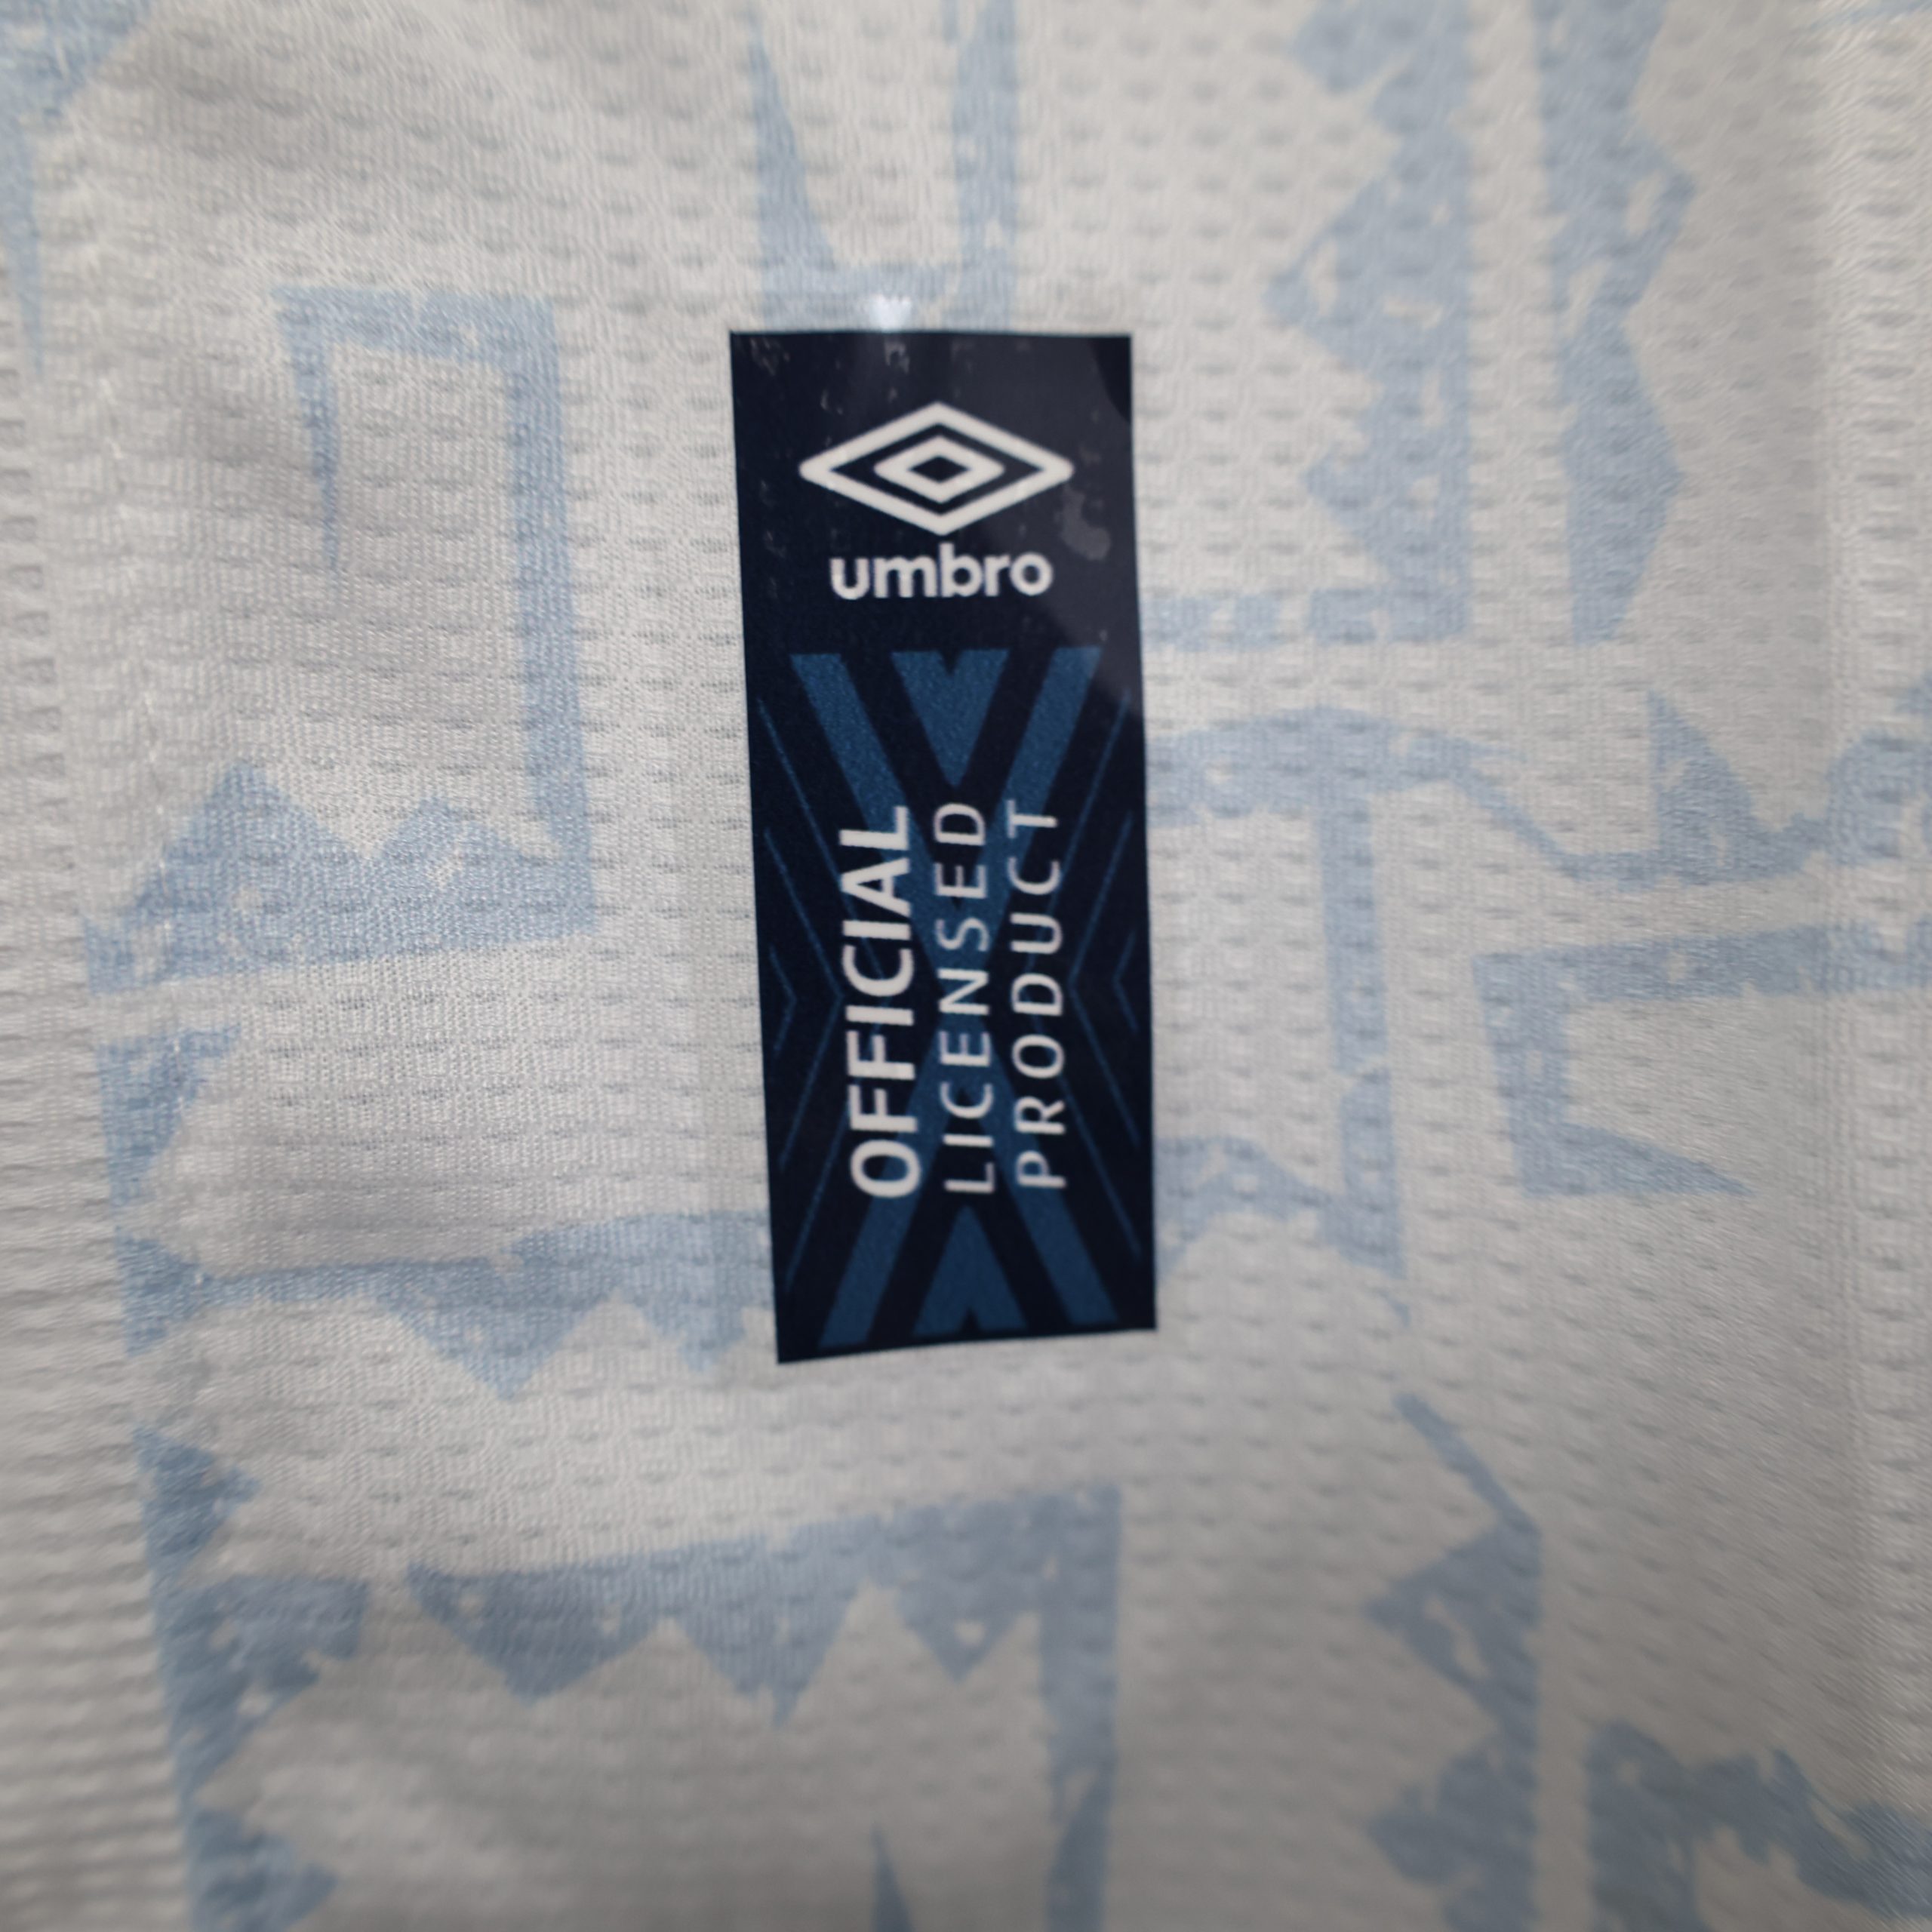 umbro
OFFICIAL
LICENSED
PRODUCT